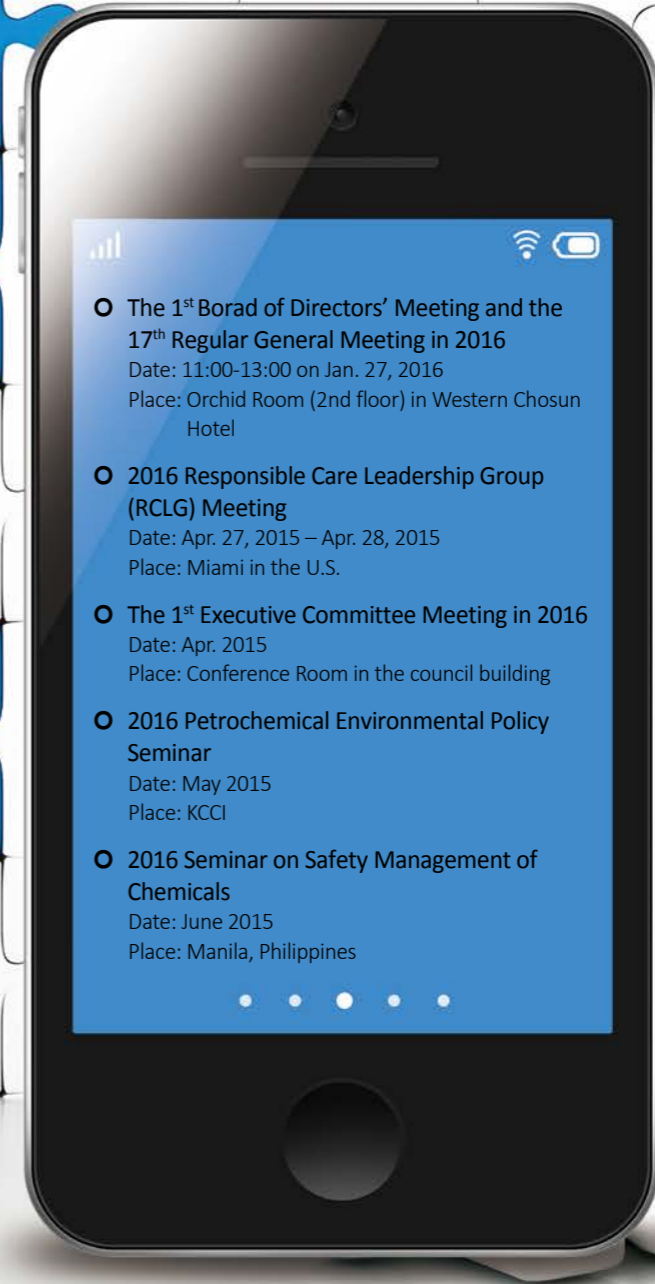 O The 1st Borad of Directors’ Meeting and the
17th Regular General Meeting in 2016
Date: 11:00-13:00 on Jan. 27, 2016
Place: Orchid Room (2nd floor) in Western Chosun
Hotel
O 2016 Responsible Care Leadership Group
(RCLG) Meeting
Date: Apr. 27, 2015 – Apr. 28, 2015
Place: Miami in the U.S.
O The 1st Executive Committee Meeting in 2016
Date: Apr. 2015
Place: Conference Room in the council building
O 2016 Petrochemical Environmental Policy
Seminar
Date: May 2015
Place: KCCI
O 2016 Seminar on Safety Management of
Chemicals
Date: June 2015
Place: Manila, Philippines